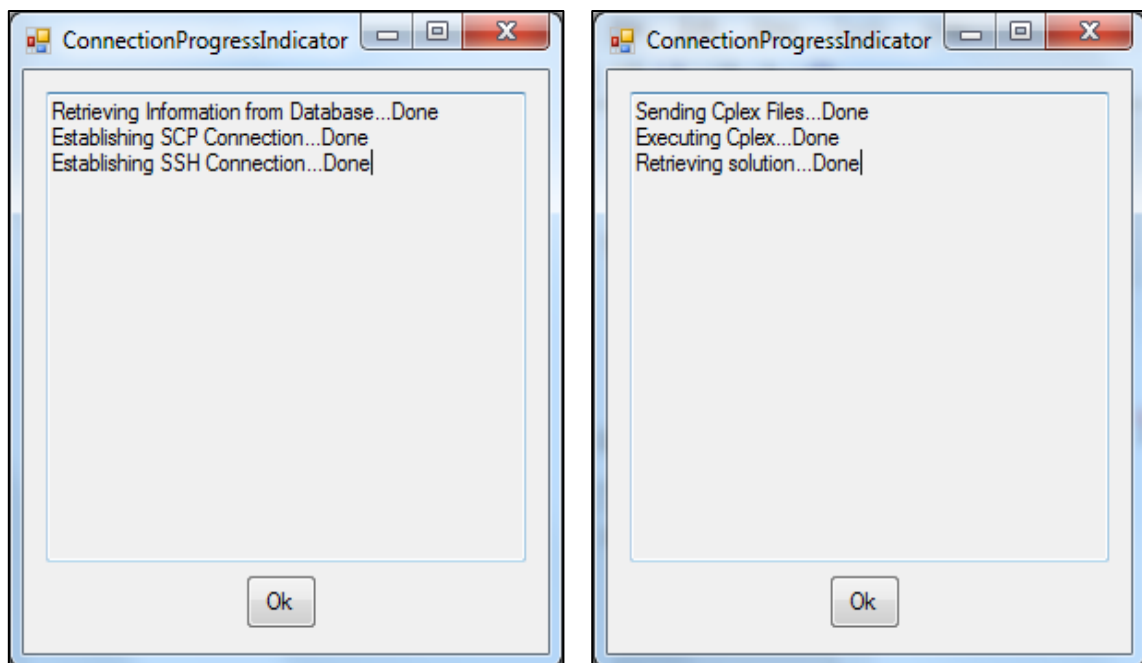 ConnectionProgressIndicator
Retrieving Information from Database...Done
Establishing SCP Connection...Done
Establishing SSH Connection...Done
Ok
ConnectionProgressIndicator
Sending Cplex Files...Done
Executing Cplex...Done
Retrieving solution...Done
Ok